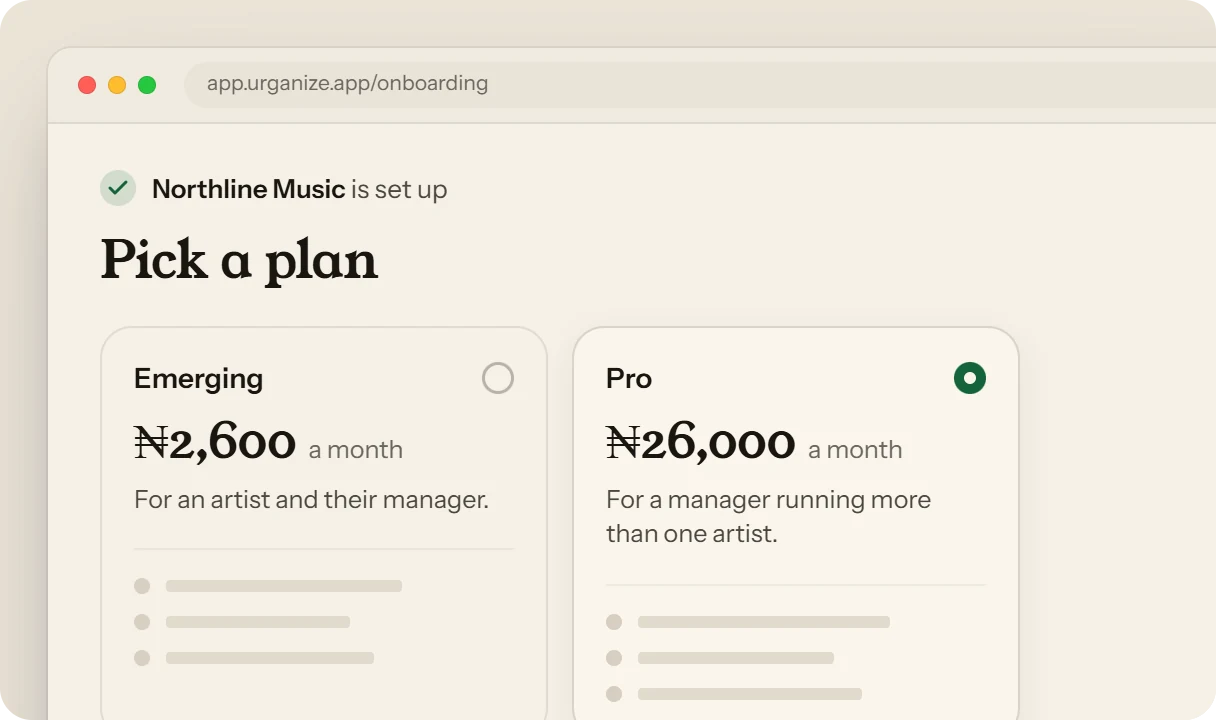 app.urganize.app/onboarding
Northline Music is set up
Pick a plan
Emerging
₦2,600 a month
For an artist and their manager.
Pro
₦26,000 a month
For a manager running more
than one artist.